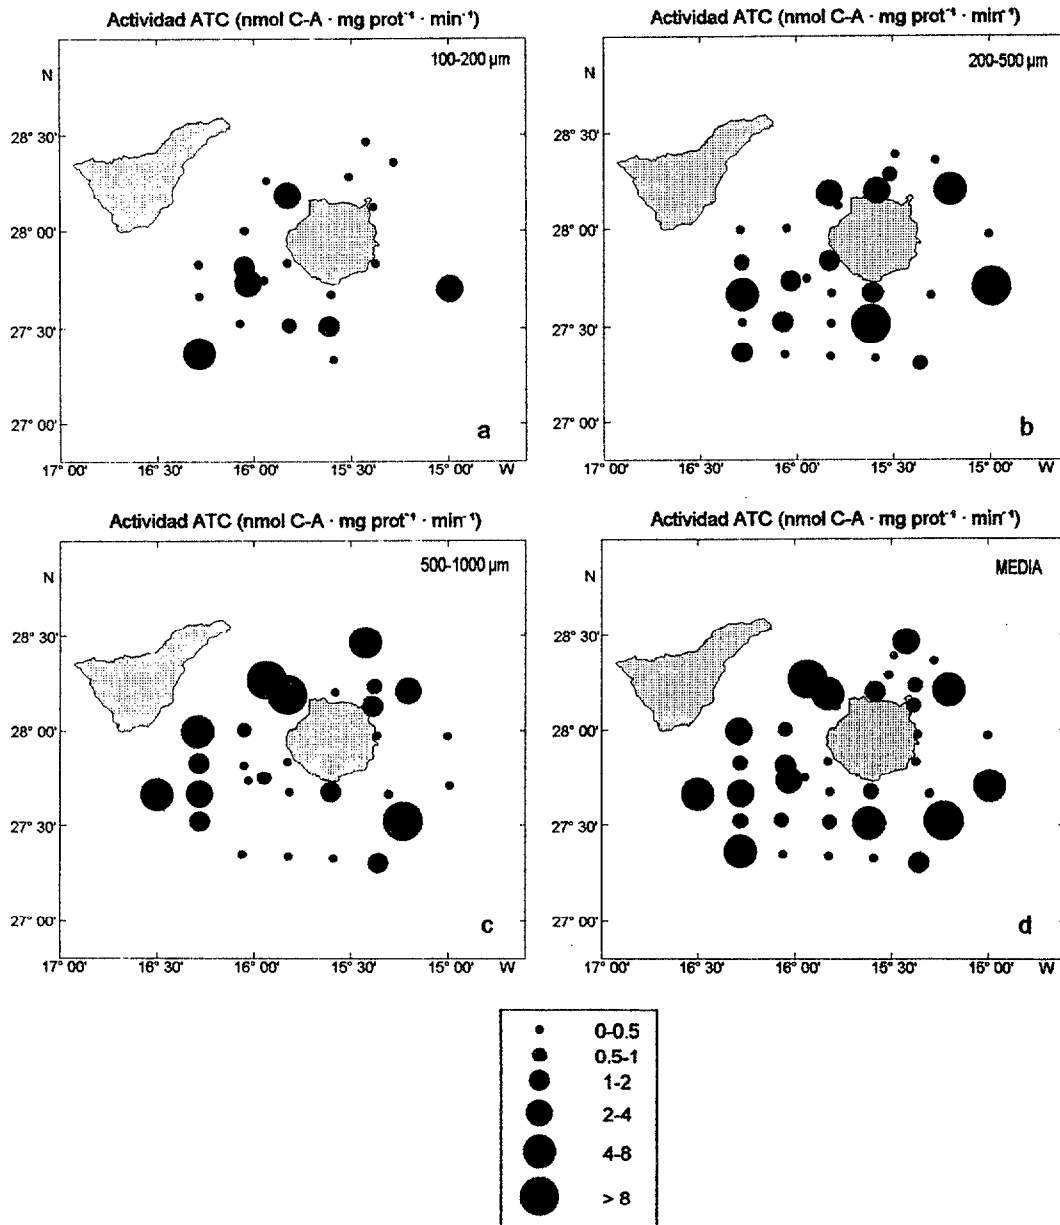 Actividad ATC (nmol C-A · mg prot⁻¹ · min⁻¹)
100-200 µm
N
28° 30'
28° 00'
27° 30'
27° 00'
a
17° 00' 16° 30' 16° 00' 15° 30' 15° 00' W
Actividad ATC (nmol C-A · mg prot⁻¹ · min⁻¹)
200-500 µm
N
28° 30'
28° 00'
27° 30'
27° 00'
b
17° 00' 16° 30' 16° 00' 15° 30' 15° 00' W
Actividad ATC (nmol C-A · mg prot⁻¹ · min⁻¹)
500-1000 µm
N
28° 30'
28° 00'
27° 30'
27° 00'
c
17° 00' 16° 30' 16° 00' 15° 30' 15° 00' W
Actividad ATC (nmol C-A · mg prot⁻¹ · min⁻¹)
MEDIA
N
28° 30'
28° 00'
27° 30'
27° 00'
d
17° 00' 16° 30' 16° 00' 15° 30' 15° 00' W
0-0.5
0.5-1
1-2
2-4
4-8
> 8